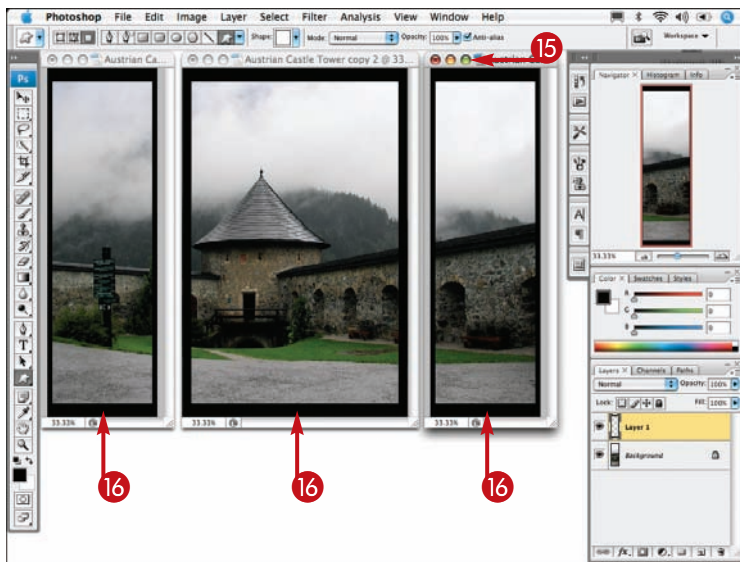 Photoshop File Edit Image Layer Select Filter Analysis View Window Help
Shape: Mode: Normal Opacity: 100% Anti-alias Workspace
15
Austrian Ca...
Austrian Castle Tower copy 2 @ 33...
Austrian C
Ps
Navigator Histogram Info
33.33%
Color Swatches Styles
R 0
G 0
B 0
Layers Channels Paths
Normal Opacity: 100%
Lock: Fill: 100%
Layer 1
Background
33.33%
33.33%
33.33%
16
16
16